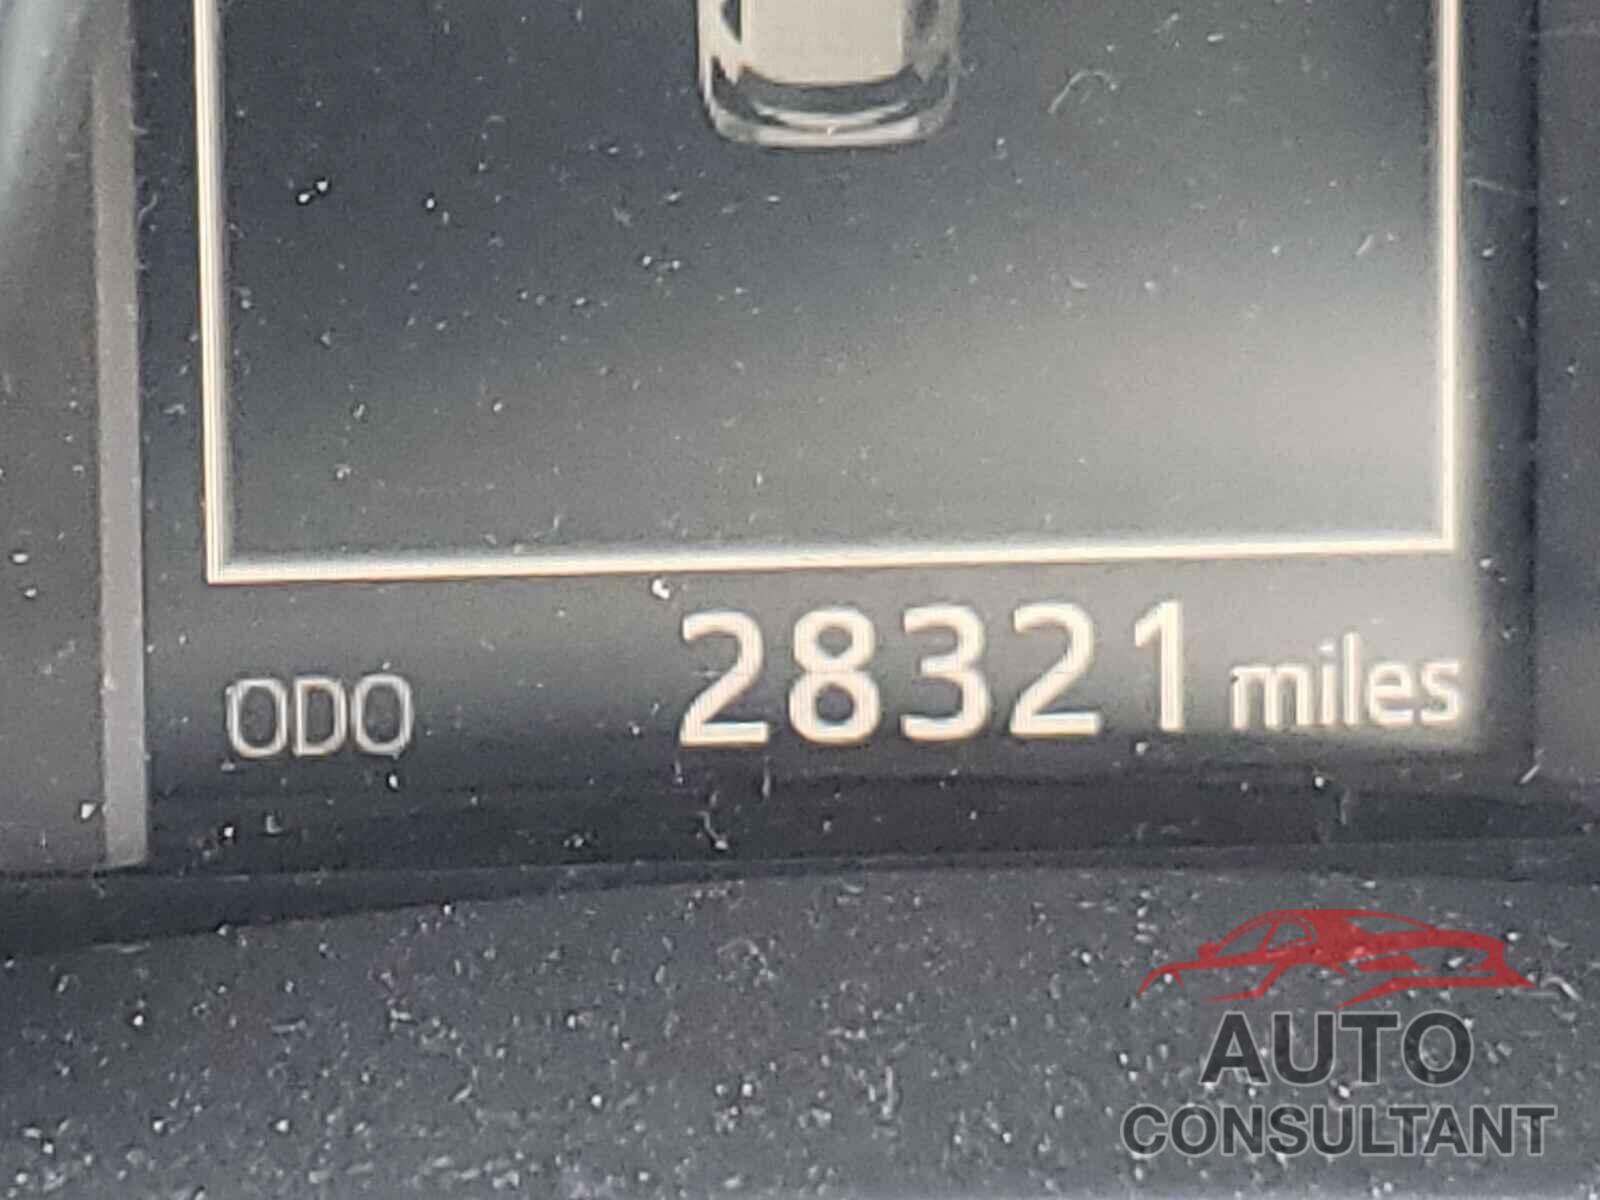 ODO 28321 miles
AUTO
CONSULTANT